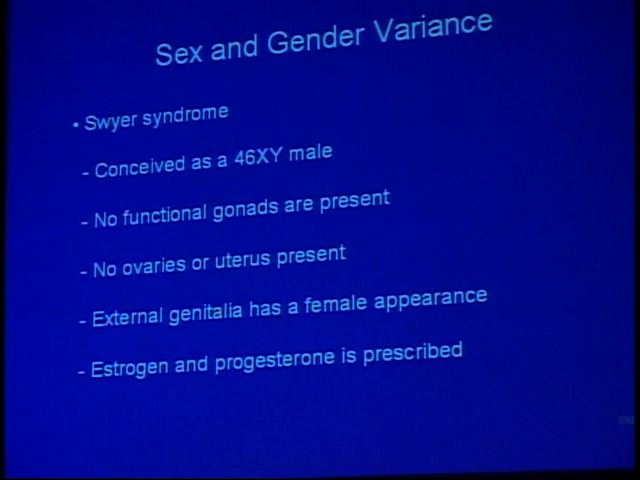 Sex and Gender Variance
• Swyer syndrome
- Conceived as a 46XY male
- No functional gonads are present
- No ovaries or uterus present
- External genitalia has a female appearance
- Estrogen and progesterone is prescribed